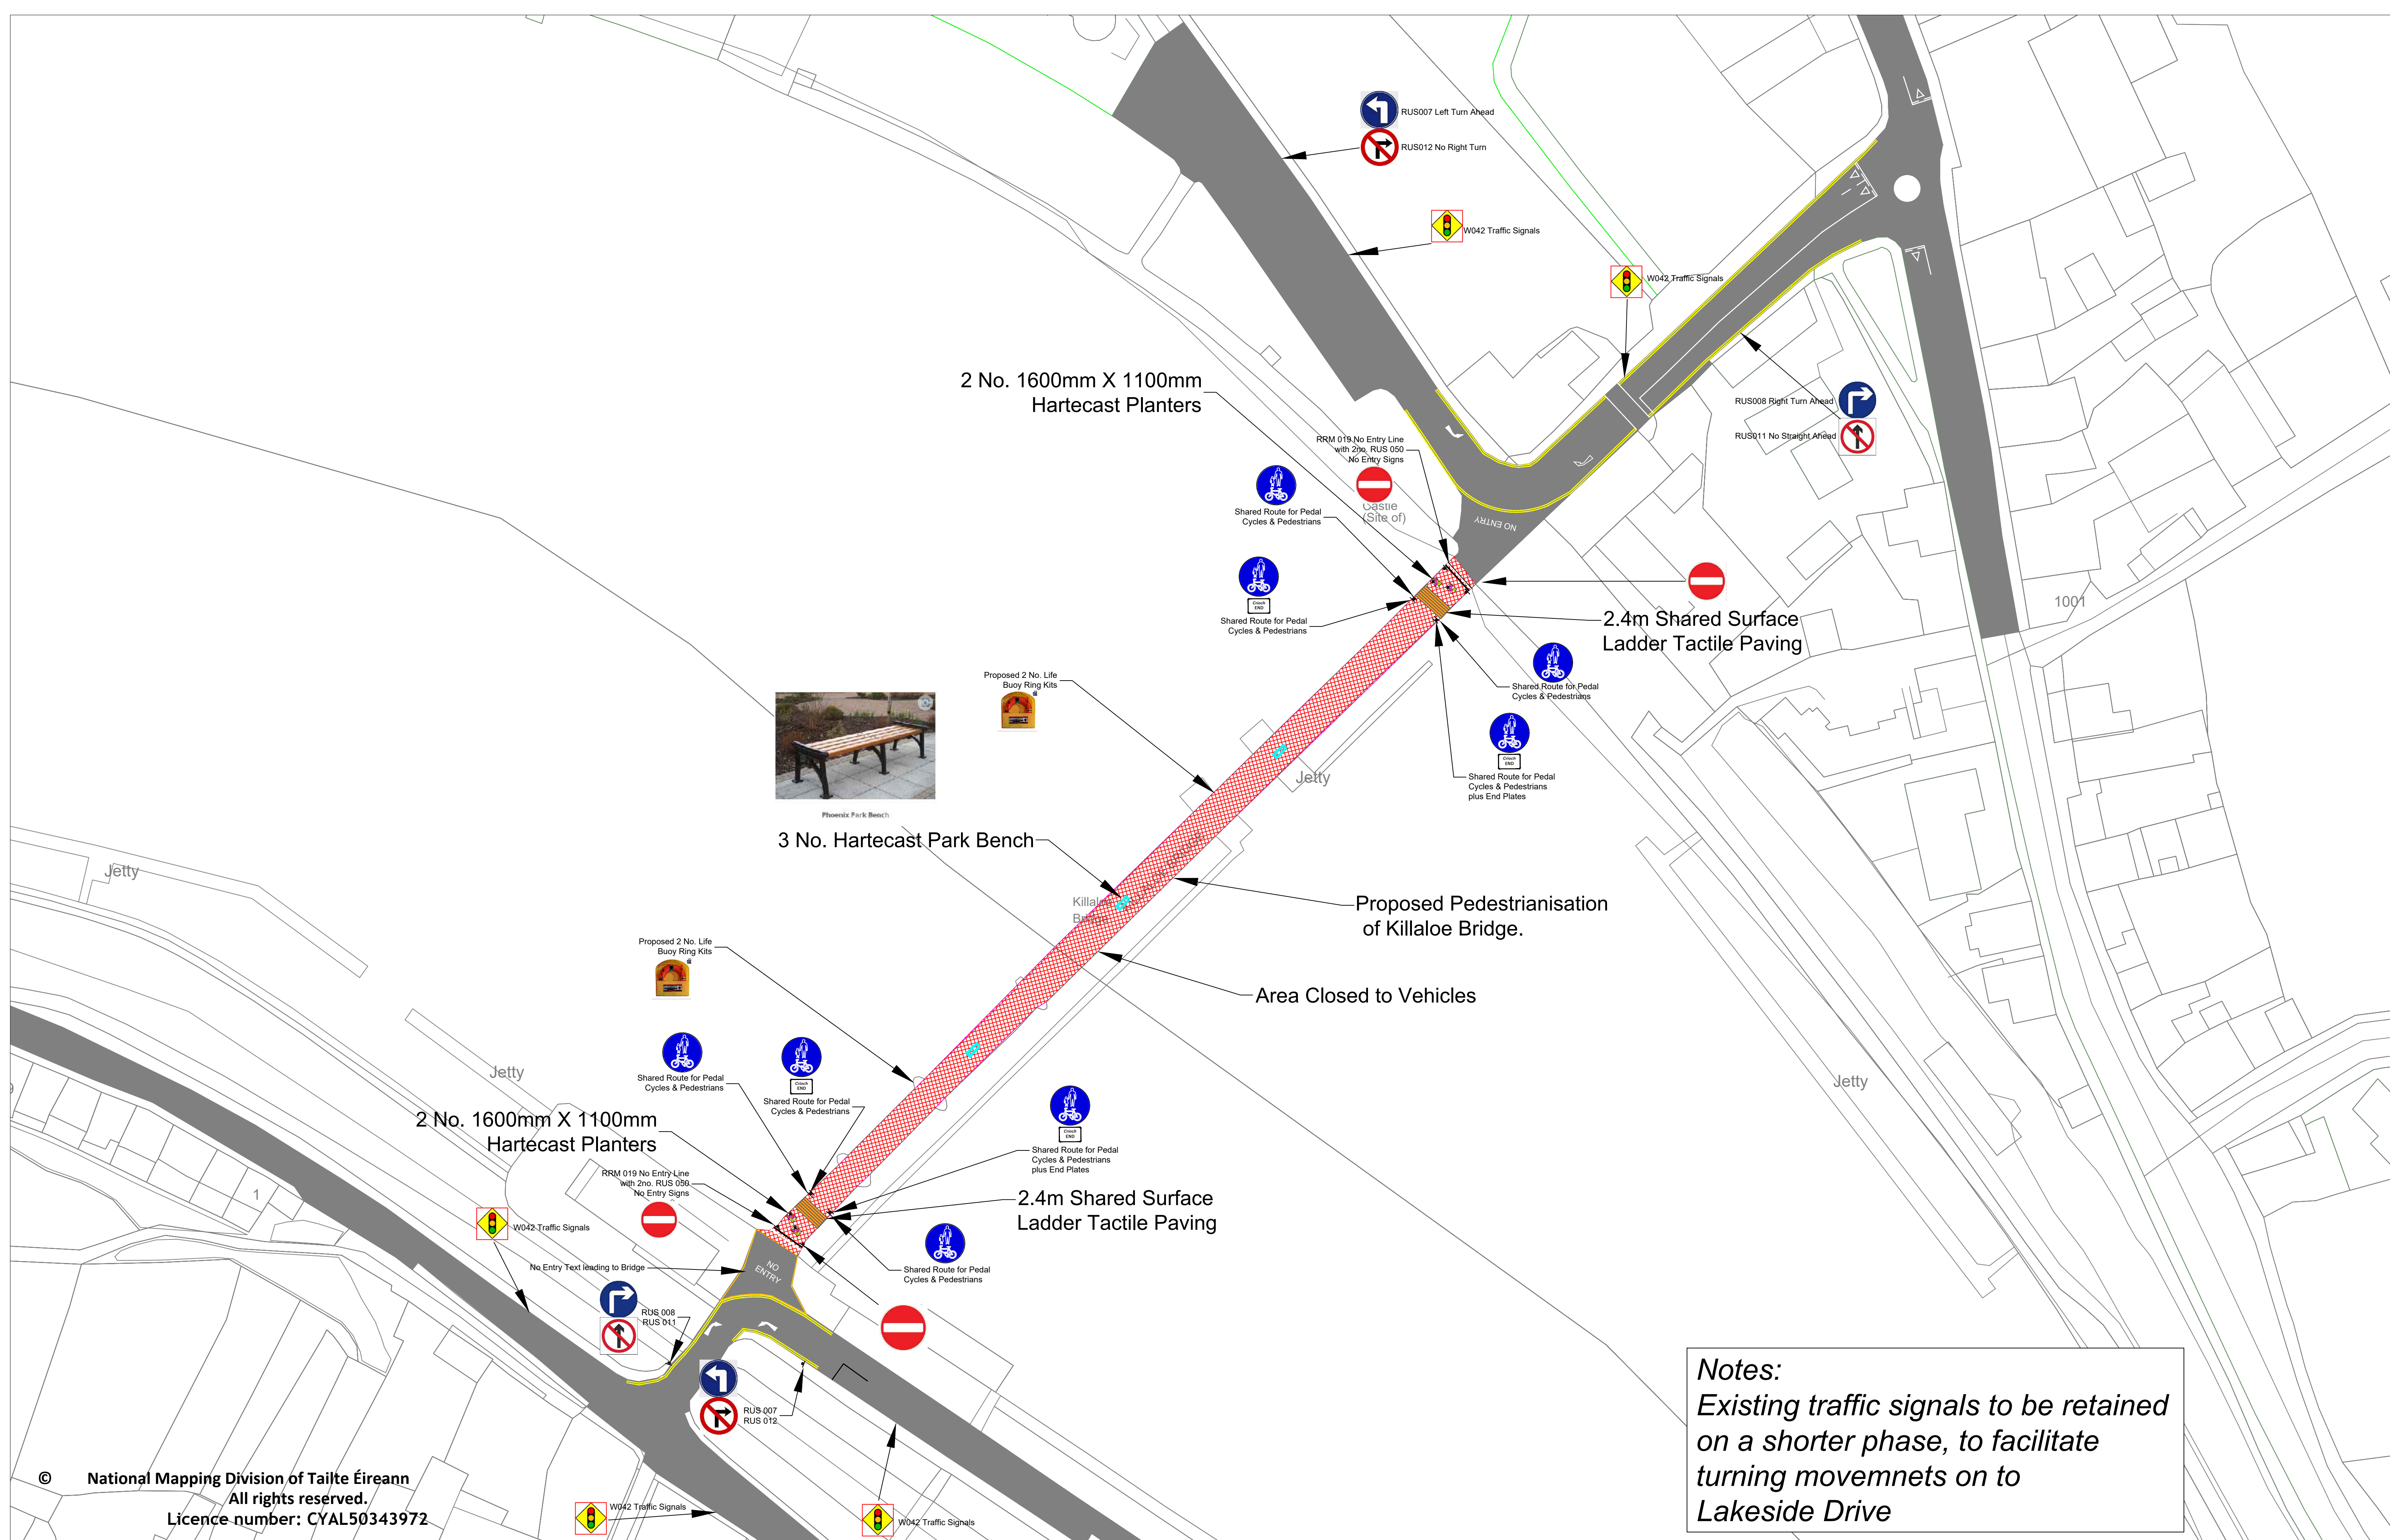 RUS007 Left Turn Ahead
RUS012 No Right Turn
W042 Traffic Signals
W042 Traffic Signals
2 No. 1600mm X 1100mm
Hartecast Planters
RUS008 Right Turn Ahead
RUS011 No Straight Ahead
RRM 019 No Entry Line
with 2no. RUS 050
No Entry Signs
Castle
(Site of)
Shared Route for Pedal
Cycles & Pedestrians
NO ENTRY
Críoch
END
Shared Route for Pedal
Cycles & Pedestrians
1001
2.4m Shared Surface
Ladder Tactile Paving
Proposed 2 No. Life
Buoy Ring Kits
Shared Route for Pedal
Cycles & Pedestrians
Críoch
END
Shared Route for Pedal
Cycles & Pedestrians
plus End Plates
Jetty
Phoenix Park Bench
3 No. Hartecast Park Bench
Jetty
Killaloe
Bridge
Proposed Pedestrianisation
of Killaloe Bridge.
Proposed 2 No. Life
Buoy Ring Kits
Area Closed to Vehicles
Jetty
Jetty
Shared Route for Pedal
Cycles & Pedestrians
Críoch
END
Shared Route for Pedal
Cycles & Pedestrians
2 No. 1600mm X 1100mm
Hartecast Planters
Críoch
END
Shared Route for Pedal
Cycles & Pedestrians
plus End Plates
RRM 019 No Entry Line
with 2no. RUS 050
No Entry Signs
1
2.4m Shared Surface
Ladder Tactile Paving
W042 Traffic Signals
No Entry Text leading to Bridge
NO
ENTRY
Shared Route for Pedal
Cycles & Pedestrians
RUS 008
RUS 011
RUS 007
RUS 012
Notes:
Existing traffic signals to be retained
on a shorter phase, to facilitate
turning movemnets on to
Lakeside Drive
© National Mapping Division of Tailte Éireann
All rights reserved.
Licence number: CYAL50343972
W042 Traffic Signals
W042 Traffic Signals